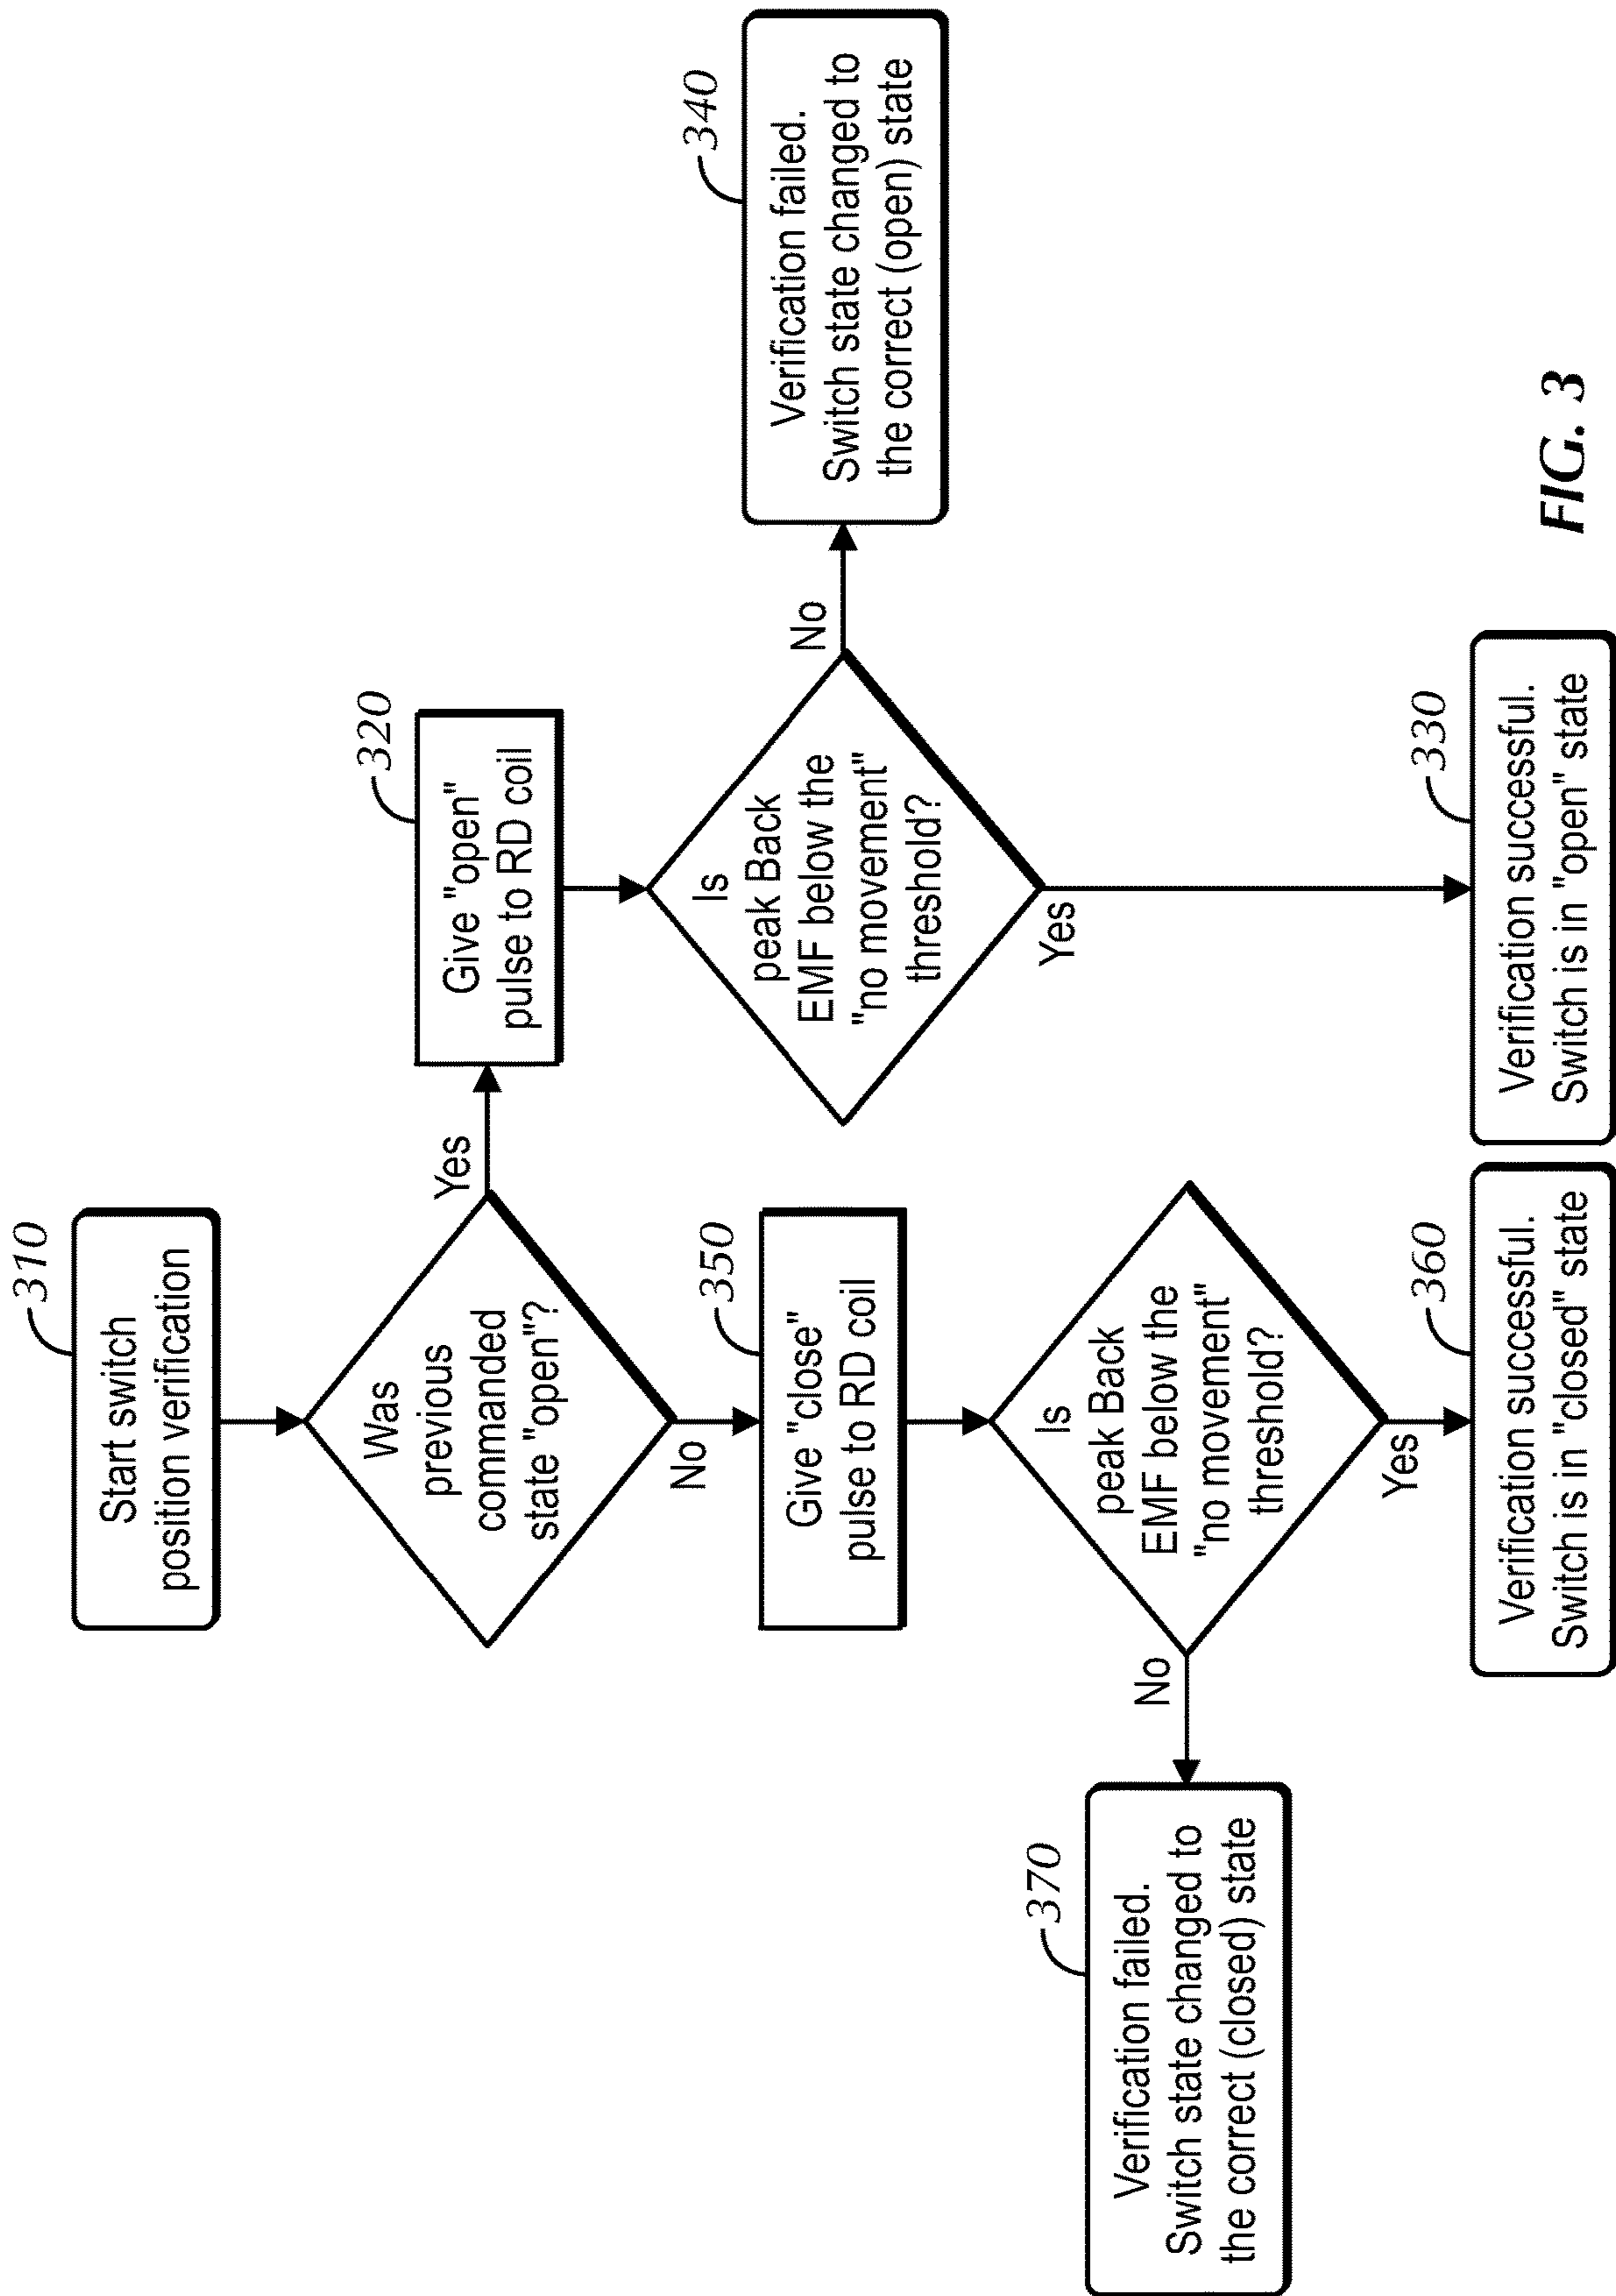 310
Start switch
position verification
Was
previous
commanded
state "open"?
Yes
No
320
Give "open"
pulse to RD coil
Is
peak Back
EMF below the
"no movement"
threshold?
No
Yes
340
Verification failed.
Switch state changed to
the correct (open) state
350
Give "close"
pulse to RD coil
Is
peak Back
EMF below the
"no movement"
threshold?
No
Yes
370
Verification failed.
Switch state changed to
the correct (closed) state
360
Verification successful.
Switch is in "closed" state
330
Verification successful.
Switch is in "open" state
FIG. 3